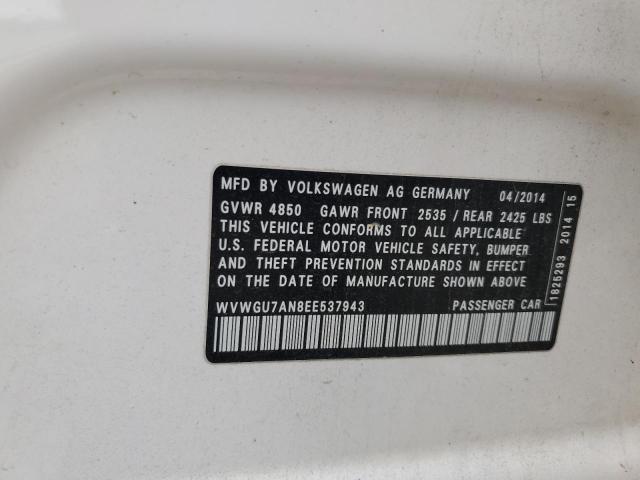 MFD BY VOLKSWAGEN AG GERMANY 04/2014
GVWR 4850 GAWR FRONT 2535 / REAR 2425 LBS
THIS VEHICLE CONFORMS TO ALL APPLICABLE
U.S. FEDERAL MOTOR VEHICLE SAFETY, BUMPER
AND THEFT PREVENTION STANDARDS IN EFFECT
ON THE DATE OF MANUFACTURE SHOWN ABOVE
WVWGU7AN8EE537943 PASSENGER CAR
1825293 2014 15